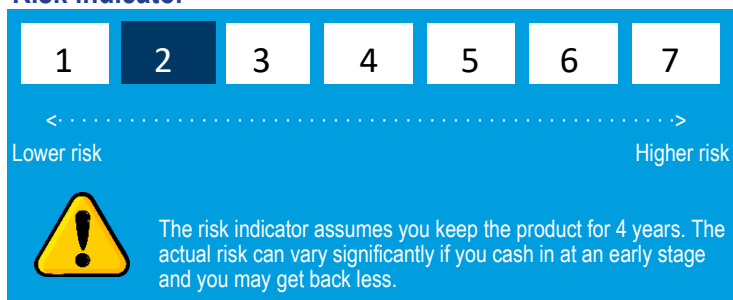 Risk indicator
1 2 3 4 5 6 7
<· · · · · · · · · · · · · · · · · · · · · · · · · · · · · · · · · · · · · · · · · · · · · · · · · · · · · · · · · ·>
Lower risk Higher risk
The risk indicator assumes you keep the product for 4 years. The
actual risk can vary significantly if you cash in at an early stage
and you may get back less.